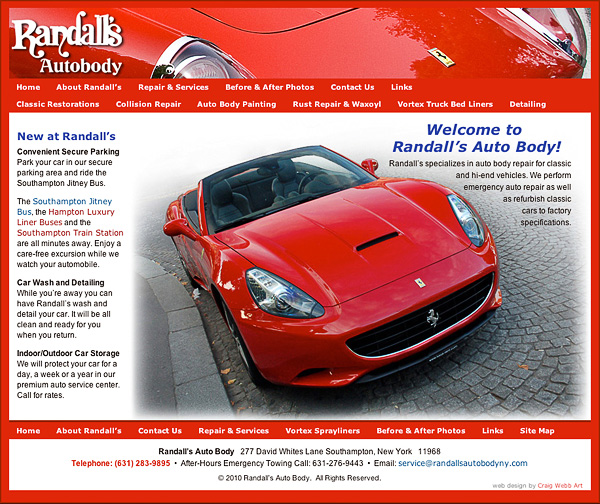 Randall's
Autobody
Home About Randall's Repair & Services Before & After Photos Contact Us Links
Classic Restorations Collision Repair Auto Body Painting Rust Repair & Waxoyl Vortex Truck Bed Liners Detailing
New at Randall's
Convenient Secure Parking
Park your car in our secure
parking area and ride the
Southampton Jitney Bus.
The Southampton Jitney
Bus, the Hampton Luxury
Liner Buses and the
Southampton Train Station
are all minutes away. Enjoy a
care-free excursion while we
watch your automobile.
Car Wash and Detailing
While you're away you can
have Randall's wash and
detail your car. It will be all
clean and ready for you
when you return.
Indoor/Outdoor Car Storage
We will protect your car for a
day, a week or a year in our
premium auto service center.
Call for rates.
Welcome to
Randall's Auto Body!
Randall's specializes in auto body repair for classic
and hi-end vehicles. We perform
emergency auto repair as well
as refurbish classic
cars to factory
specifications.
Home About Randall's Contact Us Repair & Services Vortex Sprayliners Before & After Photos Links Site Map
Randall's Auto Body 277 David Whites Lane Southampton, New York 11968
Telephone: (631) 283-9895 • After-Hours Emergency Towing Call: 631-276-9443 • Email: service@randallsautobodyny.com
© 2010 Randall's Auto Body. All Rights Reserved.
web design by Craig Webb Art